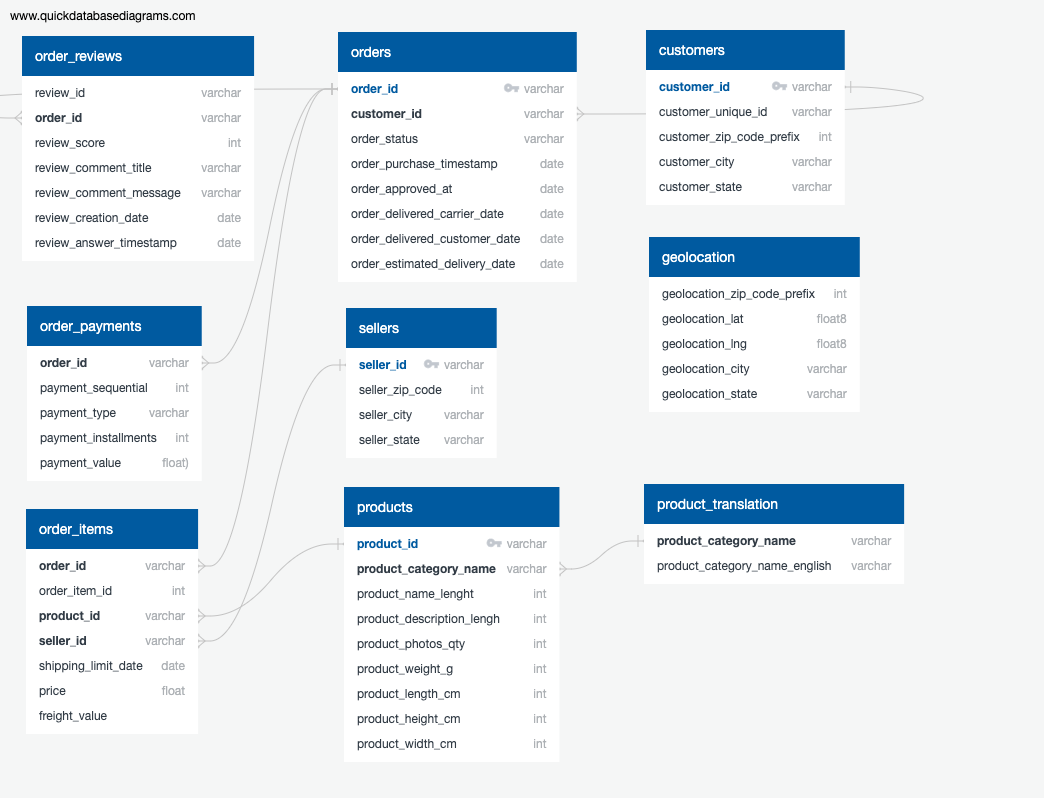 www.quickdatabasediagrams.com
order_reviews
review_id varchar
order_id varchar
review_score int
review_comment_title varchar
review_comment_message varchar
review_creation_date date
review_answer_timestamp date
orders
order_id varchar
customer_id varchar
order_status varchar
order_purchase_timestamp date
order_approved_at date
order_delivered_carrier_date date
order_delivered_customer_date date
order_estimated_delivery_date date
customers
customer_id varchar
customer_unique_id varchar
customer_zip_code_prefix int
customer_city varchar
customer_state varchar
geolocation
geolocation_zip_code_prefix int
geolocation_lat float8
geolocation_lng float8
geolocation_city varchar
geolocation_state varchar
order_payments
order_id varchar
payment_sequential int
payment_type varchar
payment_installments int
payment_value float)
sellers
seller_id varchar
seller_zip_code int
seller_city varchar
seller_state varchar
order_items
order_id varchar
order_item_id int
product_id varchar
seller_id varchar
shipping_limit_date date
price float
freight_value
products
product_id varchar
product_category_name varchar
product_name_lenght int
product_description_lengh int
product_photos_qty int
product_weight_g int
product_length_cm int
product_height_cm int
product_width_cm int
product_translation
product_category_name varchar
product_category_name_english varchar